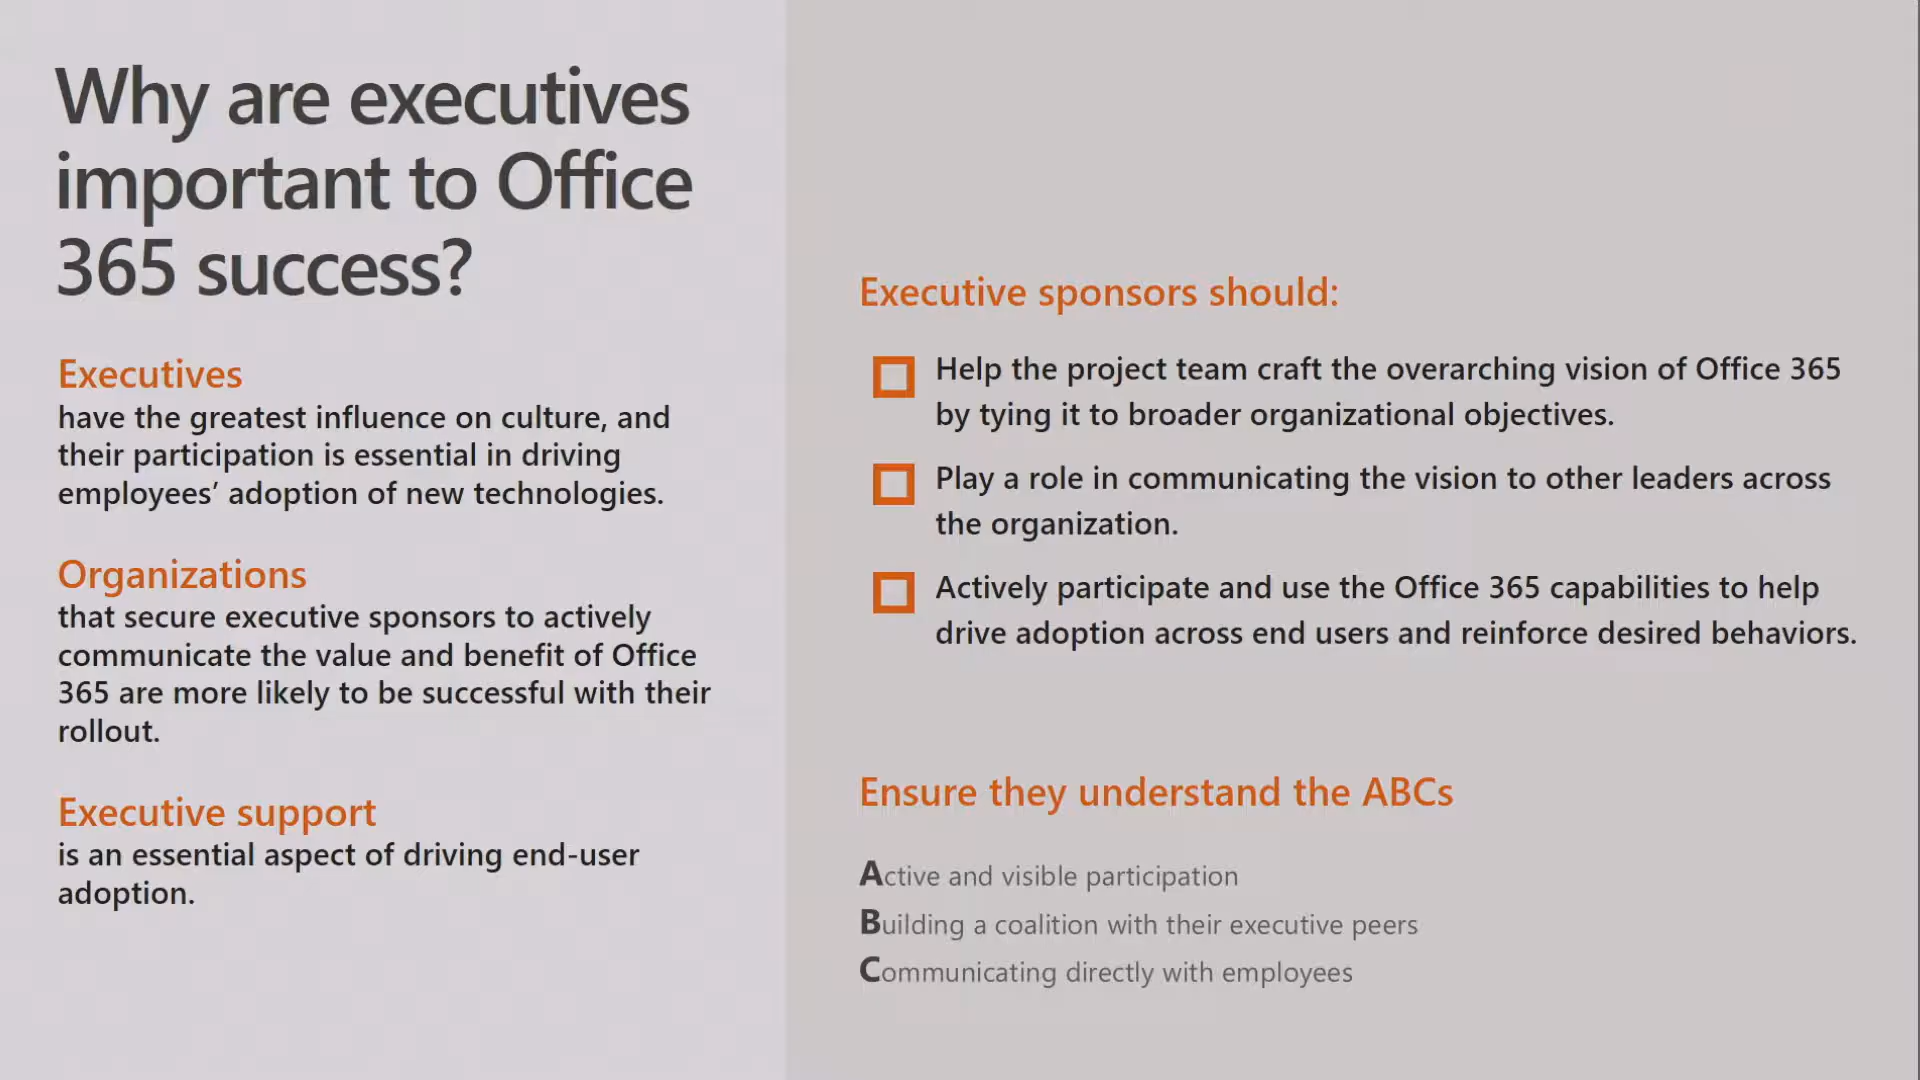 Why are executives
important to Office
365 success?
Executives
have the greatest influence on culture, and
their participation is essential in driving
employees’ adoption of new technologies.
Organizations
that secure executive sponsors to actively
communicate the value and benefit of Office
365 are more likely to be successful with their
rollout.
Executive support
is an essential aspect of driving end-user
adoption.
Executive sponsors should:
Help the project team craft the overarching vision of Office 365
by tying it to broader organizational objectives.
Play a role in communicating the vision to other leaders across
the organization.
Actively participate and use the Office 365 capabilities to help
drive adoption across end users and reinforce desired behaviors.
Ensure they understand the ABCs
Active and visible participation
Building a coalition with their executive peers
Communicating directly with employees